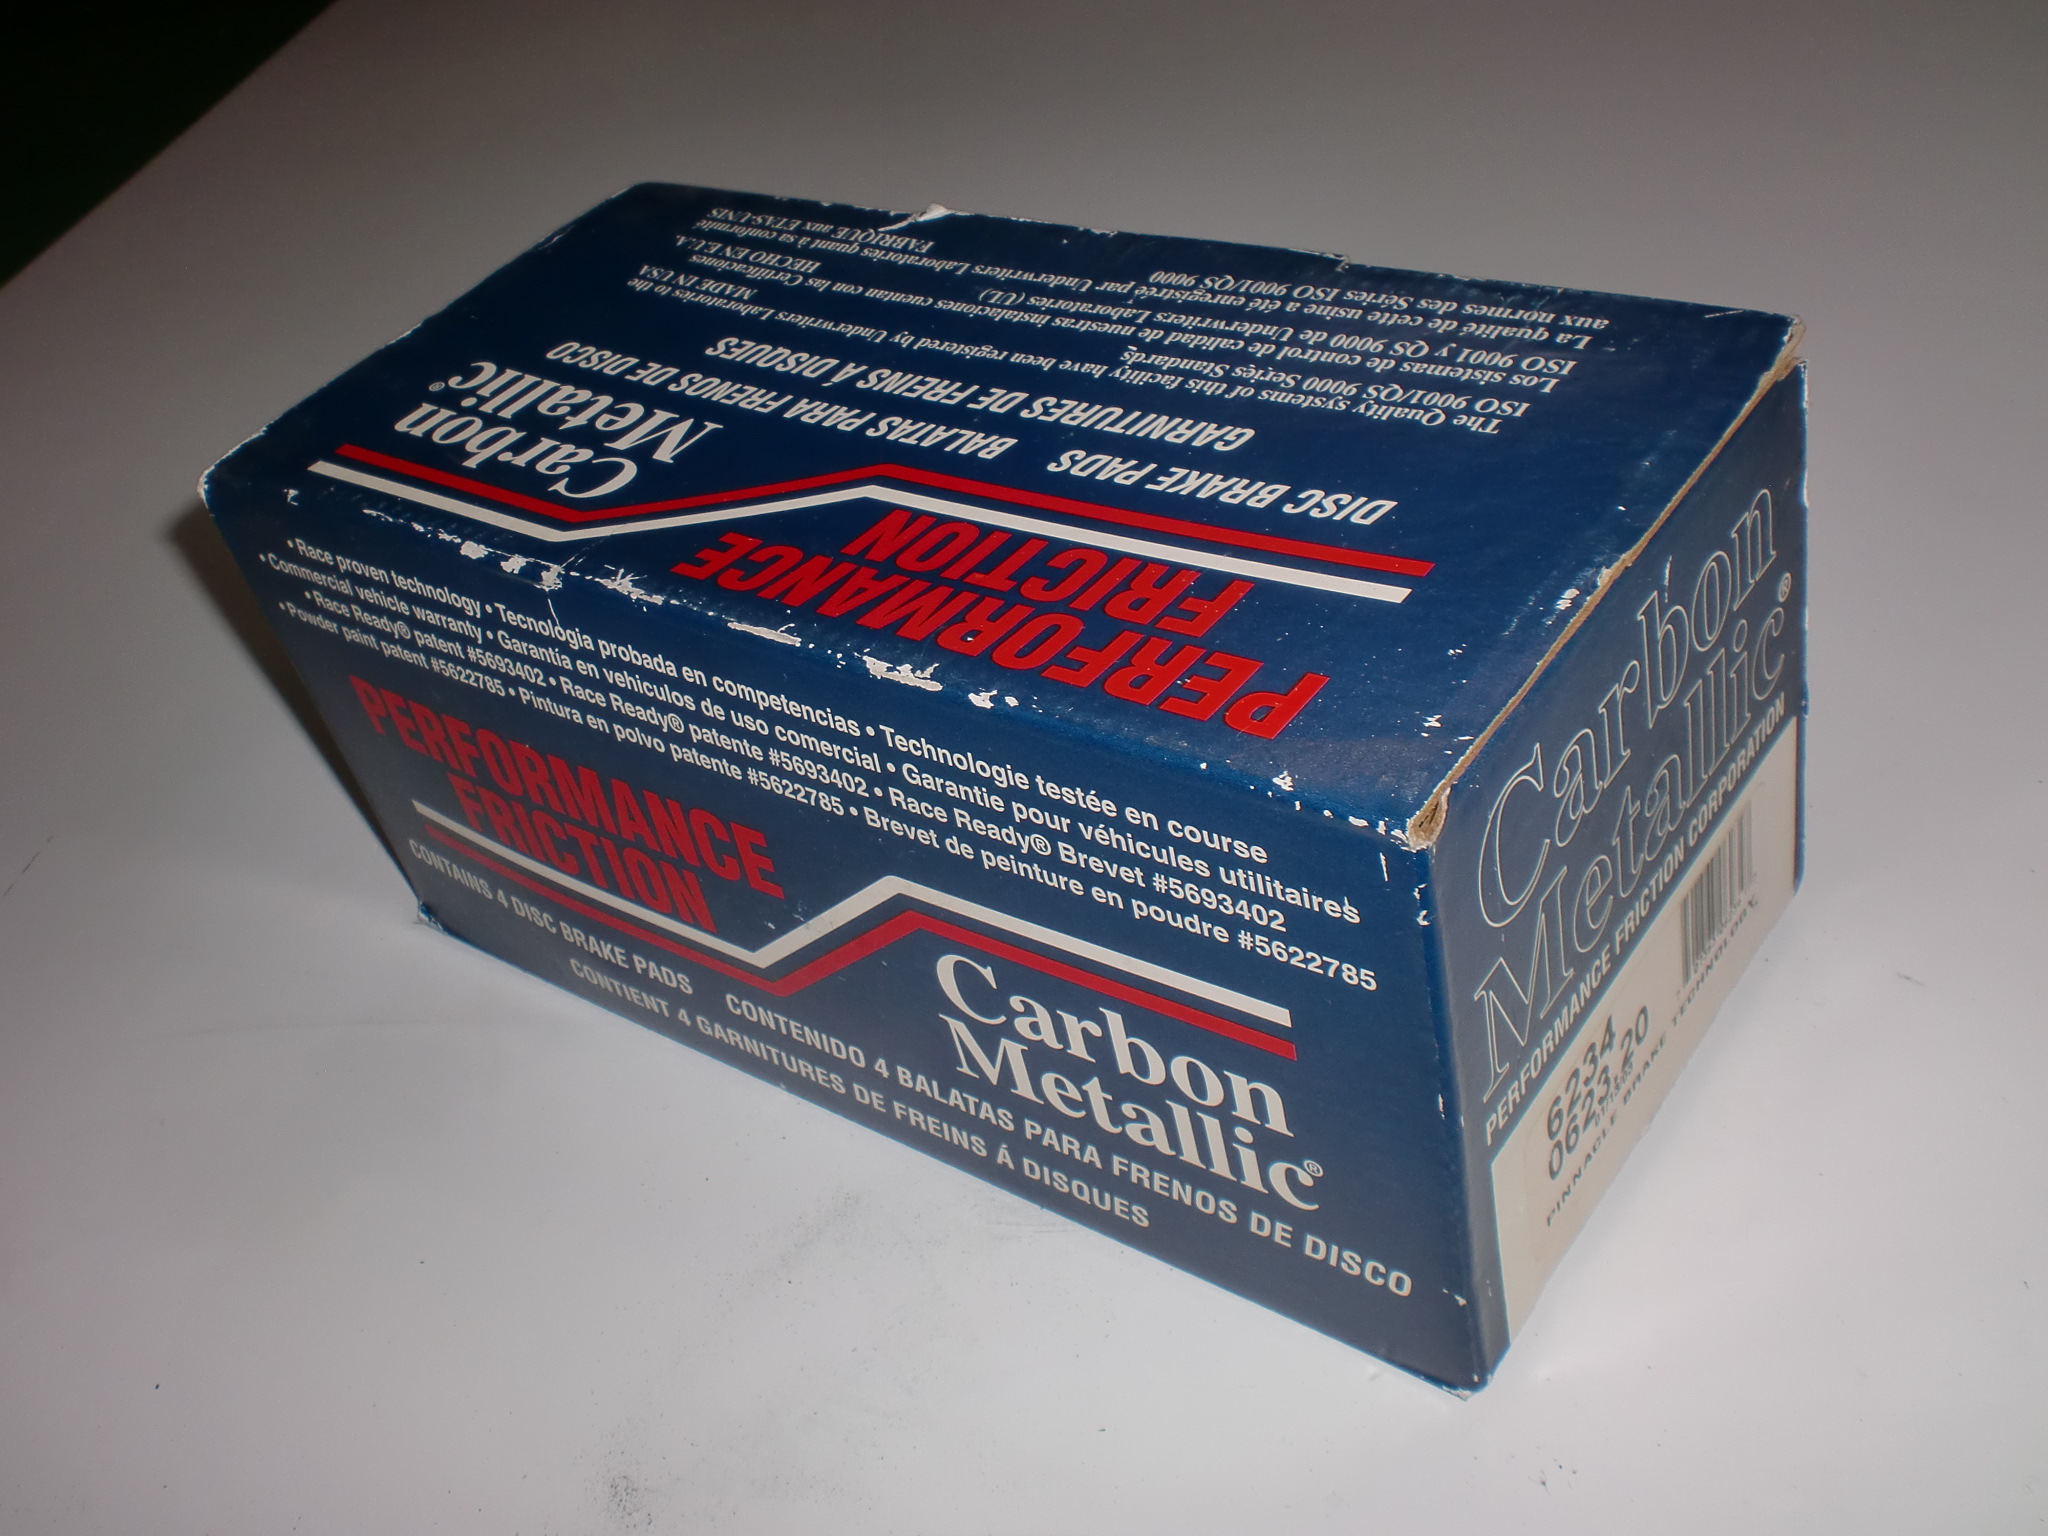 FABRIQUE aux ETAS-UNIS
aux normes des Séries ISO 9001/QS 9000
La qualité de cette usine a été enregistrée par Underwriters Laboratories quant à sa conformité
HECHO EN E.U.A.
ISO 9001 y QS 9000 de Underwriters Laboratories (UL)
Los sistemas de control de calidad de nuestras instalaciones cuentan con las Certificaciones
MADE IN USA
ISO 9001/QS 9000 Series Standards
The Quality systems of this facility have been registered by Underwriters Laboratories to the
GARNITURES DE FREINS Á DISQUES
DISC BRAKE PADS BALATAS PARA FRENOS DE DISCO
Carbon
Metallic®
PERFORMANCE
FRICTION
• Race proven technology • Tecnologia probada en competencias • Technologie testée en course
• Commercial vehicle warranty • Garantía en vehiculos de uso comercial • Garantie pour véhicules utilitaires
• Race Ready® patent #5693402 • Race Ready® patente #5693402 • Race Ready® Brevet #5693402
• Powder paint patent #5622785 • Pintura en polvo patente #5622785 • Brevet de peinture en poudre #5622785
PERFORMANCE
FRICTION
Carbon
Metallic®
CONTAINS 4 DISC BRAKE PADS CONTENIDO 4 BALATAS PARA FRENOS DE DISCO
CONTIENT 4 GARNITURES DE FREINS Á DISQUES
Carbon
Metallic®
PERFORMANCE FRICTION CORPORATION
6234
0623.20
PINNACLE BRAKE TECHNOLOGY